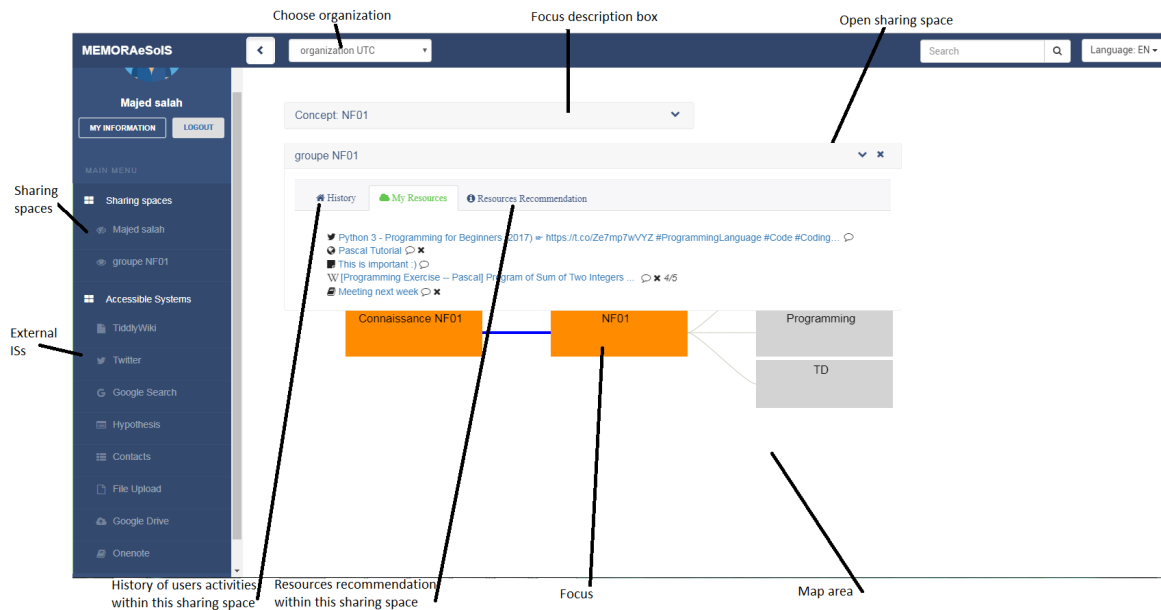 Choose organization
Focus description box
Open sharing space
MEMORAeSoIS
organization UTC
Search
Language: EN
Majed salah
MY INFORMATION
LOGOUT
MAIN MENU
Sharing spaces
Sharing
spaces
Majed salah
groupe NF01
Accessible Systems
External
ISs
TiddlyWiki
Twitter
Google Search
Hypothesis
Contacts
File Upload
Google Drive
Onenote
Concept: NF01
groupe NF01
History
My Resources
Resources Recommendation
Python 3 - Programming for Beginners (2017) https://t.co/Ze7mp7wVYZ #ProgrammingLanguage #Code #Coding...
Pascal Tutorial
This is important :)
[Programming Exercise – Pascal] Program of Sum of Two Integers ... 4/5
Meeting next week
Connaissance NF01
NF01
Programming
TD
History of users activities
within this sharing space
Resources recommendation
within this sharing space
Focus
Map area